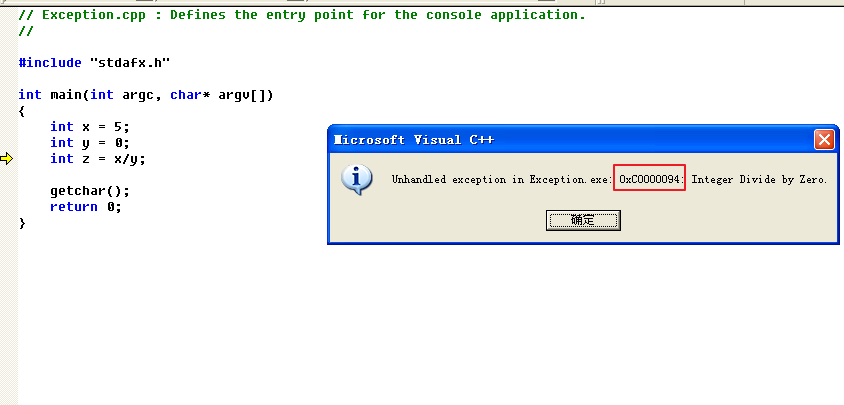 // Exception.cpp : Defines the entry point for the console application.
//
#include "stdafx.h"
int main(int argc, char* argv[])
{
int x = 5;
int y = 0;
int z = x/y;
getchar();
return 0;
}
Microsoft Visual C++
Unhandled exception in Exception.exe: 0xC0000094: Integer Divide by Zero.
确定